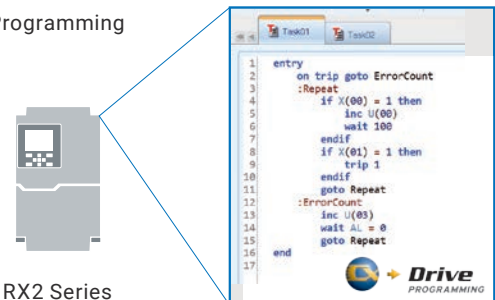 Programming
Task01
Task02
1 entry
2 on trip goto ErrorCount
3 :Repeat
4 if X(00) = 1 then
5 inc U(00)
6 wait 100
7 endif
8 if X(01) = 1 then
9 trip 1
10 endif
11 goto Repeat
12 :ErrorCount
13 inc U(03)
14 wait AL = 0
15 goto Repeat
16 end
17
Drive
PROGRAMMING
RX2 Series